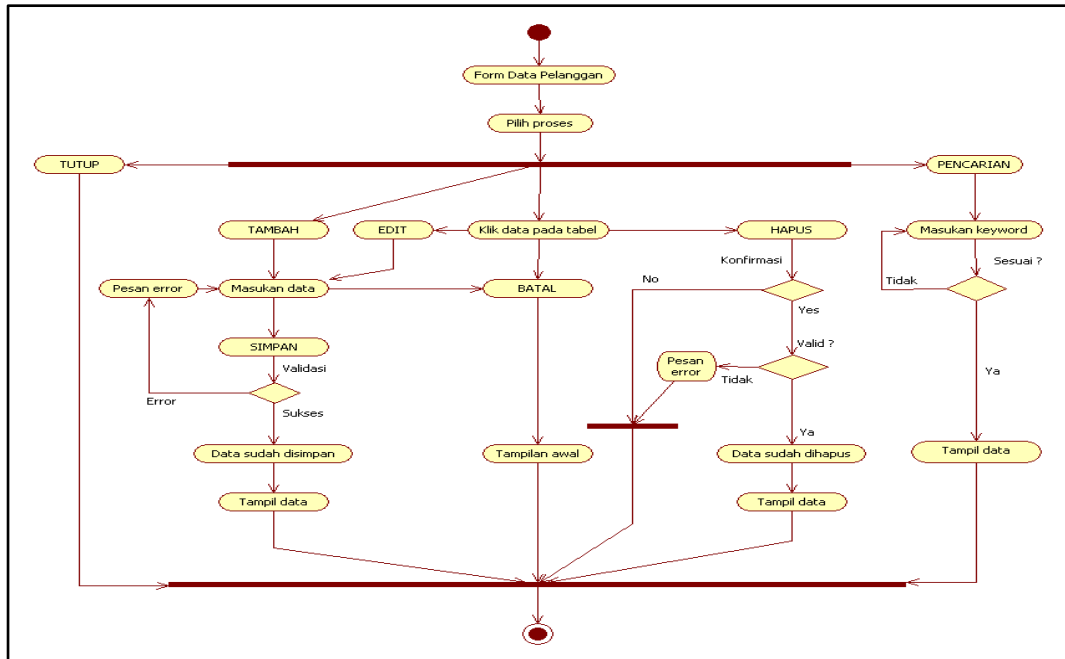 Form Data Pelanggan
Pilih proses
TUTUP
PENCARIAN
TAMBAH
EDIT
Klik data pada tabel
HAPUS
Masukan keyword
Konfirmasi
Sesuai ?
Pesan error
Masukan data
BATAL
No
Tidak
Yes
SIMPAN
Valid ?
Validasi
Pesan
error
Tidak
Ya
Error
Sukses
Ya
Data sudah disimpan
Tampilan awal
Data sudah dihapus
Tampil data
Tampil data
Tampil data